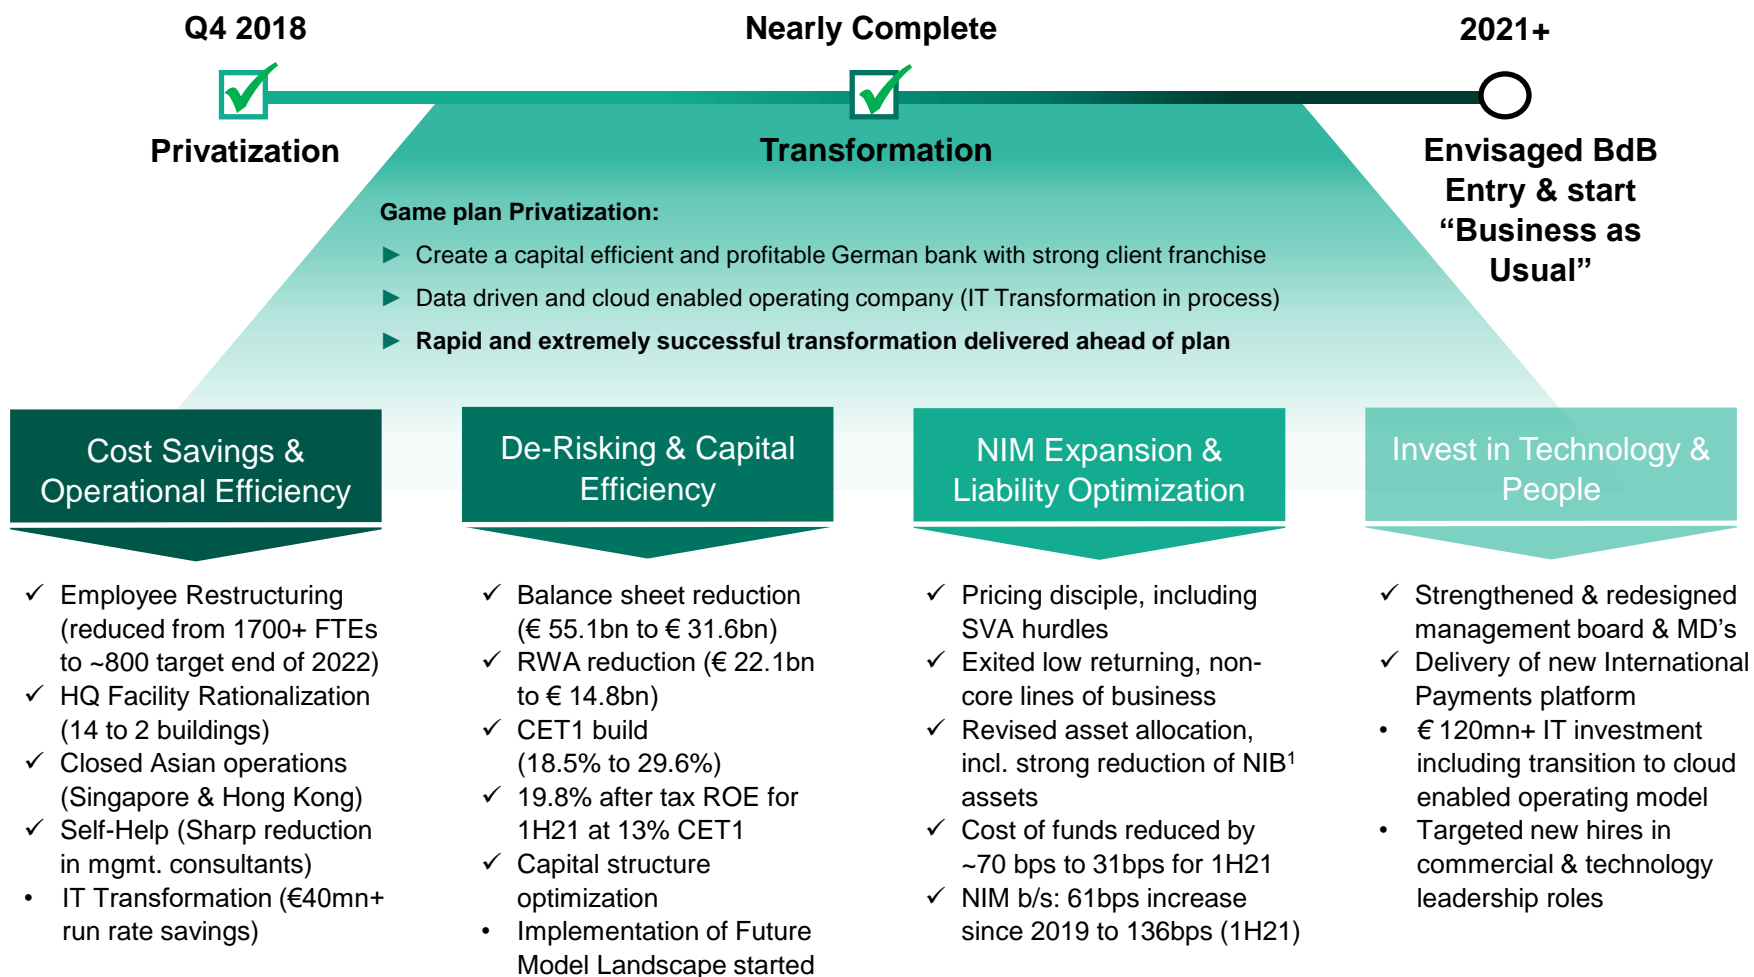 Q4 2018
Nearly Complete
2021+
Privatization
Transformation
Envisaged BdB
Entry & start
“Business as
Usual”
Game plan Privatization:
► Create a capital efficient and profitable German bank with strong client franchise
► Data driven and cloud enabled operating company (IT Transformation in process)
► Rapid and extremely successful transformation delivered ahead of plan
Cost Savings &
Operational Efficiency
✓ Employee Restructuring
(reduced from 1700+ FTEs
to ~800 target end of 2022)
✓ HQ Facility Rationalization
(14 to 2 buildings)
✓ Closed Asian operations
(Singapore & Hong Kong)
✓ Self-Help (Sharp reduction
in mgmt. consultants)
• IT Transformation (€40mn+
run rate savings)
De-Risking & Capital
Efficiency
✓ Balance sheet reduction
(€ 55.1bn to € 31.6bn)
✓ RWA reduction (€ 22.1bn
to € 14.8bn)
✓ CET1 build
(18.5% to 29.6%)
✓ 19.8% after tax ROE for
1H21 at 13% CET1
✓ Capital structure
optimization
• Implementation of Future
Model Landscape started
NIM Expansion &
Liability Optimization
✓ Pricing disciple, including
SVA hurdles
✓ Exited low returning, non-
core lines of business
✓ Revised asset allocation,
incl. strong reduction of NIB¹
assets
✓ Cost of funds reduced by
~70 bps to 31bps for 1H21
✓ NIM b/s: 61bps increase
since 2019 to 136bps (1H21)
Invest in Technology &
People
✓ Strengthened & redesigned
management board & MD’s
✓ Delivery of new International
Payments platform
• € 120mn+ IT investment
including transition to cloud
enabled operating model
• Targeted new hires in
commercial & technology
leadership roles